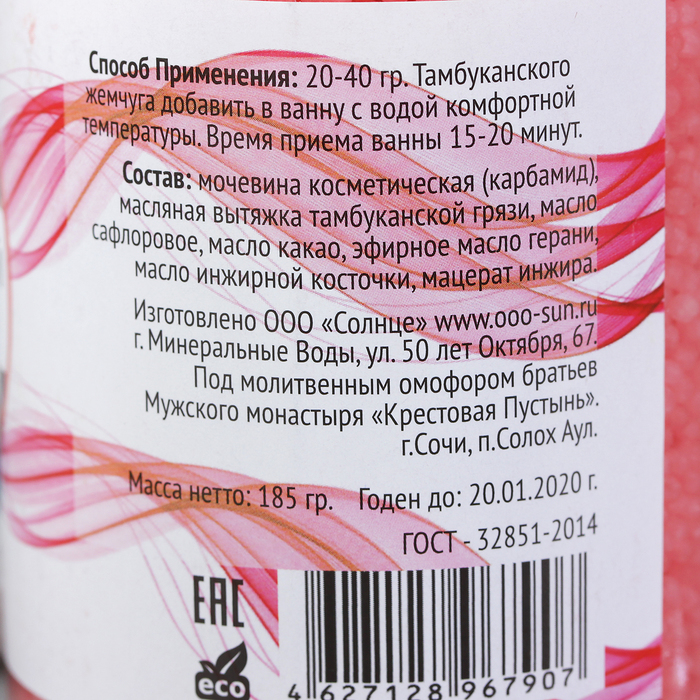 Способ Применения: 20-40 гр. Тамбуканского
жемчуга добавить в ванну с водой комфортной
температуры. Время приема ванны 15-20 минут.
Состав: мочевина косметическая (карбамид),
масляная вытяжка тамбуканской грязи, масло
сафлоровое, масло какао, эфирное масло герани,
масло инжирной косточки, мацерат инжира.
Изготовлено ООО «Солнце» www.ooo-sun.ru
г. Минеральные Воды, ул. 50 лет Октября, 67.
Под молитвенным омофором братьев
Мужского монастыря «Крестовая Пустынь».
г.Сочи, п.Солох Аул.
Масса нетто: 185 гр. Годен до: 20.01.2020 г.
ГОСТ - 32851-2014
EAC
eco
4 627128 967907